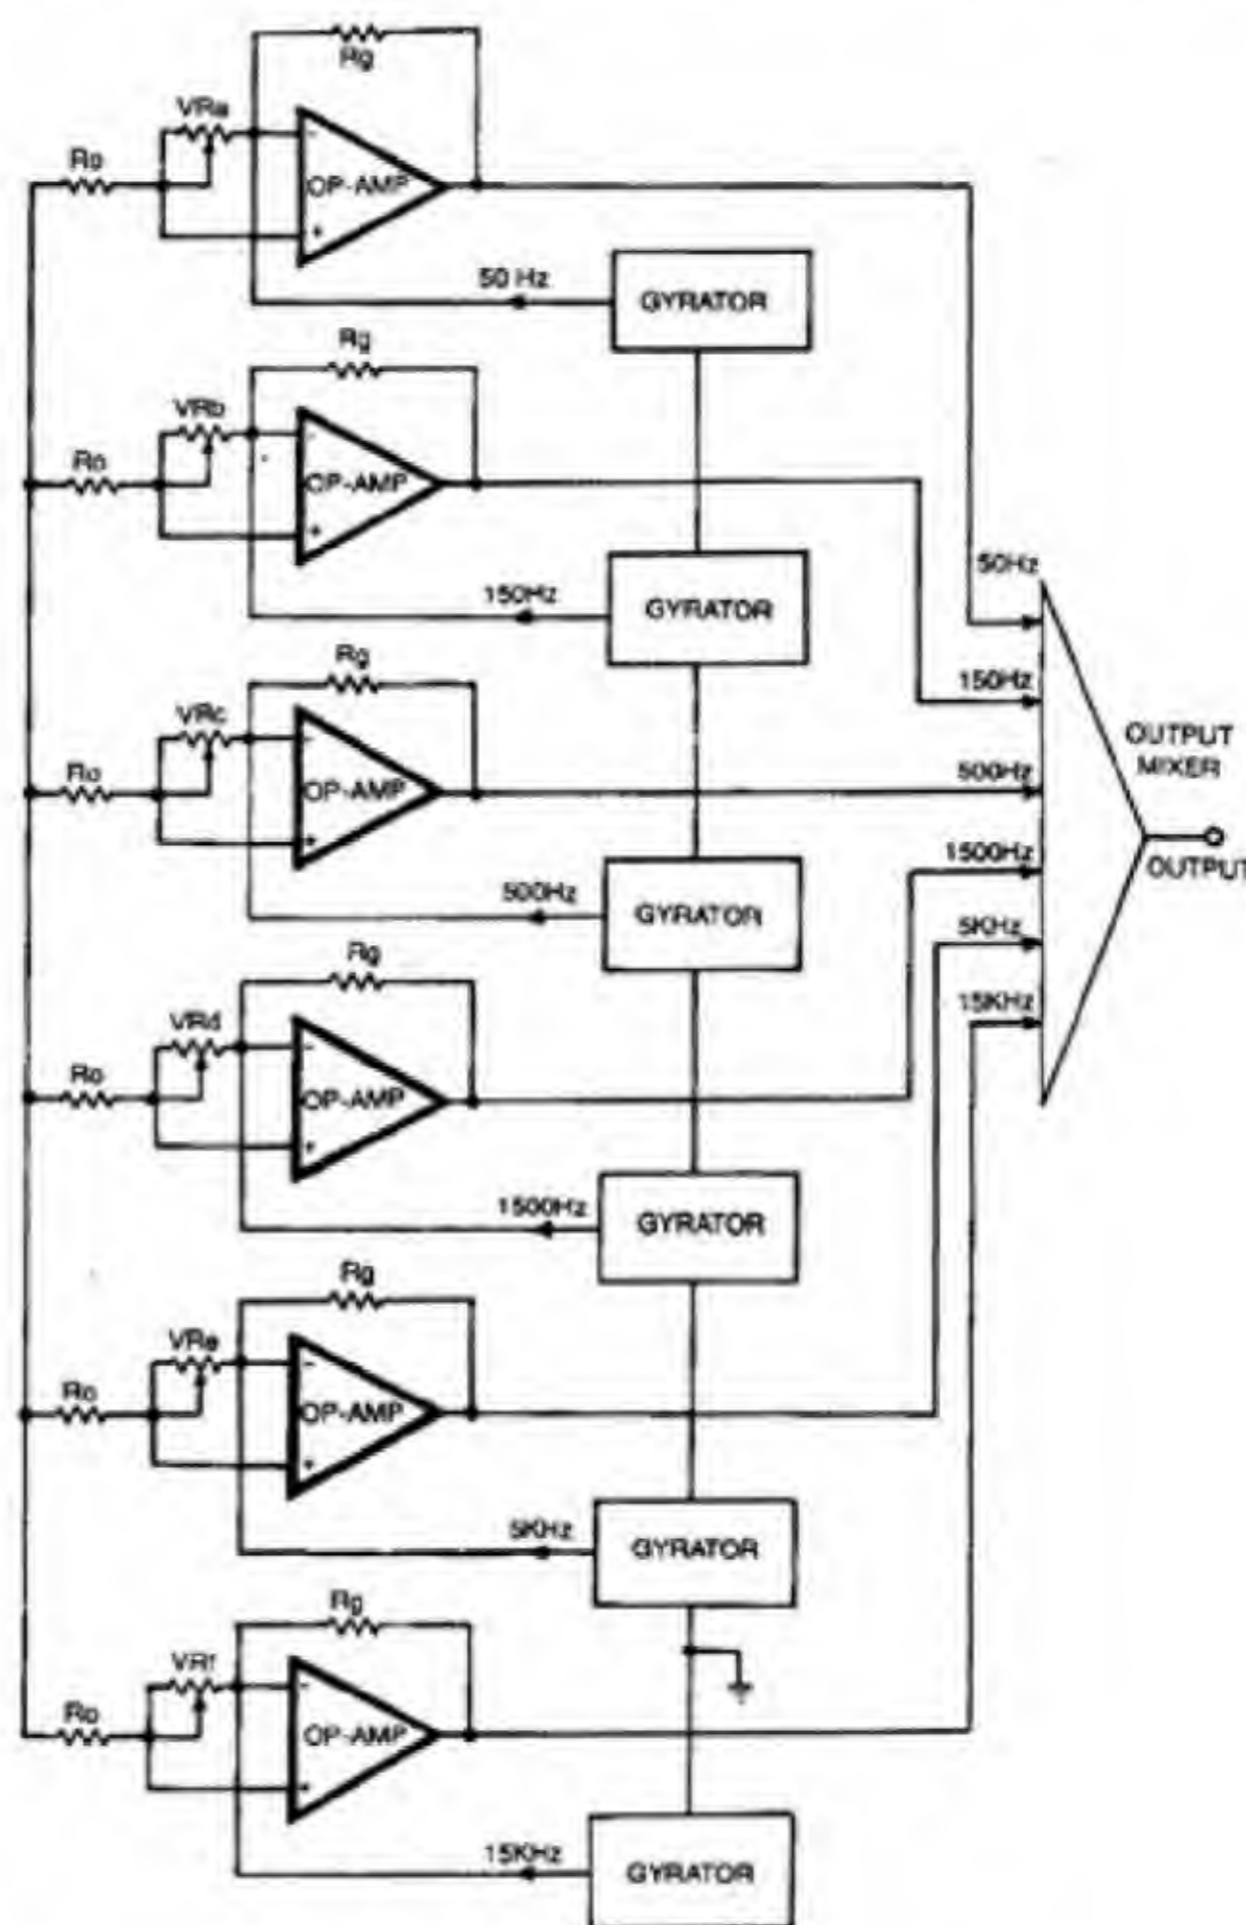 Rg
VRa
Ro
-
OP-AMP
+
50 Hz
GYRATOR
Rg
VRb
Ro
-
OP-AMP
+
50Hz
150Hz
GYRATOR
Rg
150Hz
VRc
Ro
-
OP-AMP
+
500Hz
OUTPUT
MIXER
1500Hz
OUTPUT
500Hz
GYRATOR
5KHz
Rg
15KHz
VRd
Ro
-
OP-AMP
+
1500Hz
GYRATOR
Rg
VRe
Ro
-
OP-AMP
+
5KHz
GYRATOR
Rg
VRf
Ro
-
OP-AMP
+
15KHz
GYRATOR